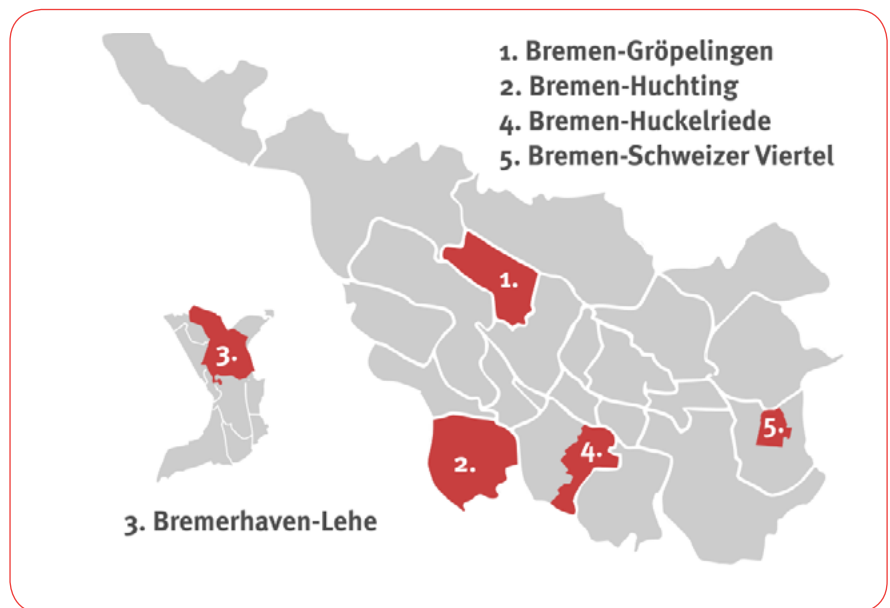 1. Bremen-Gröpelingen
2. Bremen-Huchting
4. Bremen-Huckelriede
5. Bremen-Schweizer Viertel
1.
3.
5.
4.
2.
3. Bremerhaven-Lehe